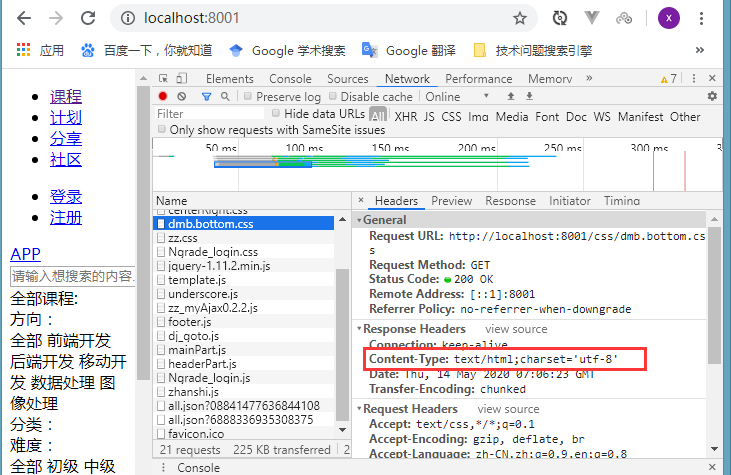 localhost:8001
x
应用
百度一下，你就知道
Google 学术搜索
Google 翻译
技术问题搜索引擎
»
课程
计划
分享
社区
登录
注册
APP
请输入想搜索的内容.
全部课程:
方向：
全部 前端开发
后端开发 移动开
发 数据处理 图
像处理
分类：
难度：
全部 初级 中级
Elements Console Sources Network Performance Memory » 7
Preserve log Disable cache Online
Filter Hide data URLs All XHR JS CSS Img Media Font Doc WS Manifest Other
Only show requests with SameSite issues
50 ms 100 ms 150 ms 200 ms 250 ms 300 ms
Name
centerRight.css
dmb.bottom.css
zz.css
Nqrade_login.css
jquery-1.11.2.min.js
template.js
underscore.js
zz_myAjax0.2.2.js
footer.js
dj_goto.js
mainPart.js
headerPart.js
Nqrade_login.js
zhanshi.js
all.json?08841477636844108
all.json?6888336935308375
favicon.ico
21 requests 225 KB transferred 2
× Headers Preview Response Initiator Timing
General
Request URL: http://localhost:8001/css/dmb.bottom.cs
s
Request Method: GET
Status Code: 200 OK
Remote Address: [::1]:8001
Referrer Policy: no-referrer-when-downgrade
Response Headers view source
Connection: keep-alive
Content-Type: text/html;charset='utf-8'
Date: Thu, 14 May 2020 07:06:23 GMT
Transfer-Encoding: chunked
Request Headers view source
Accept: text/css,*/*;q=0.1
Accept-Encoding: gzip, deflate, br
Accept-Language: zh-CN,zh;q=0.9,en;q=0.8
Console